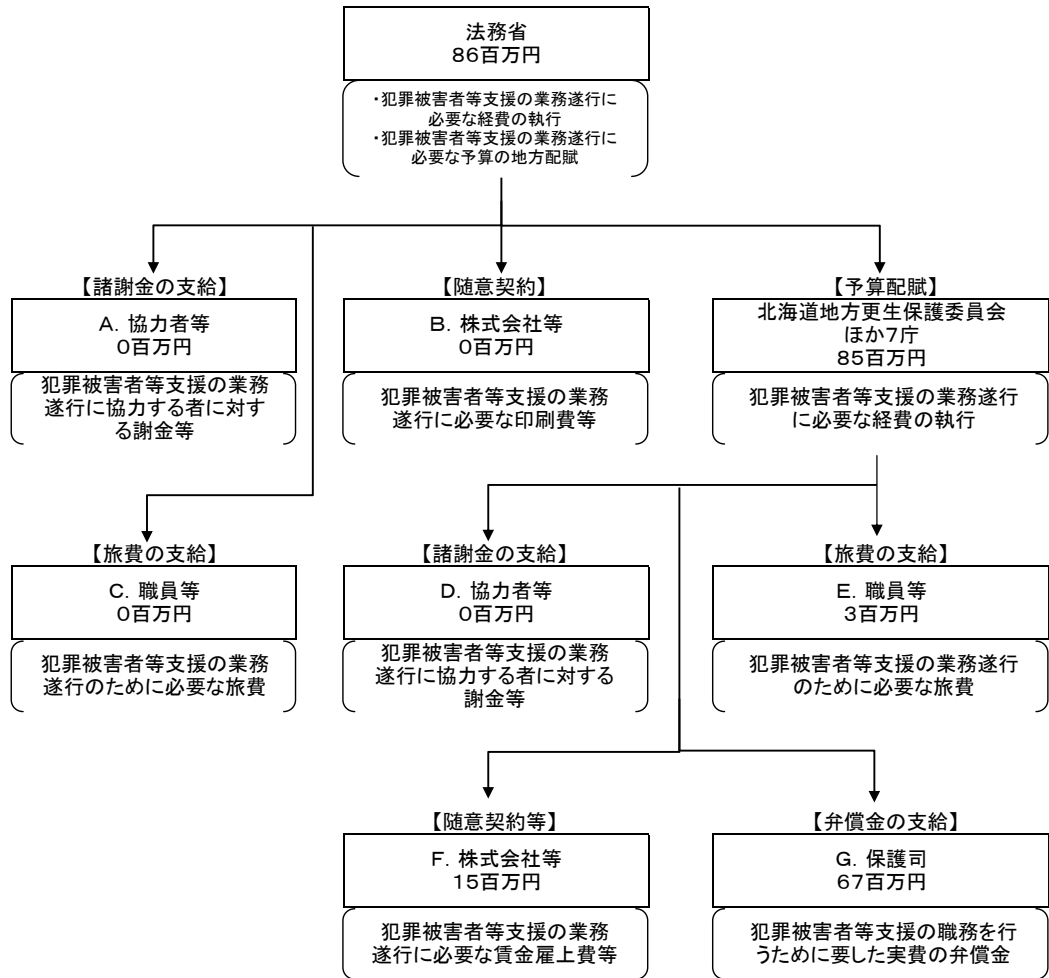 法務省
86百万円
・犯罪被害者等支援の業務遂行に
必要な経費の執行
・犯罪被害者等支援の業務遂行に
必要な予算の地方配賦
【諸謝金の支給】
A．協力者等
0百万円
犯罪被害者等支援の業務
遂行に協力する者に対す
る謝金等
【随意契約】
B．株式会社等
0百万円
犯罪被害者等支援の業務
遂行に必要な印刷費等
【予算配賦】
北海道地方更生保護委員会
ほか7庁
85百万円
犯罪被害者等支援の業務遂行
に必要な経費の執行
【旅費の支給】
C．職員等
0百万円
犯罪被害者等支援の業務
遂行のために必要な旅費
【諸謝金の支給】
D．協力者等
0百万円
犯罪被害者等支援の業務
遂行に協力する者に対する
謝金等
【旅費の支給】
E．職員等
3百万円
犯罪被害者等支援の業務遂行
のために必要な旅費
【随意契約等】
F．株式会社等
15百万円
犯罪被害者等支援の業務
遂行に必要な賃金雇上費等
【弁償金の支給】
G．保護司
67百万円
犯罪被害者等支援の職務を行
うために要した実費の弁償金